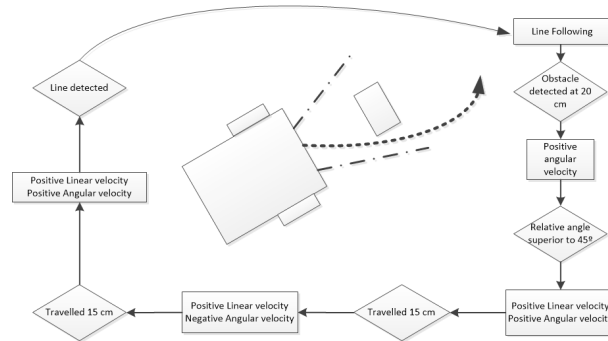 Line Following
Obstacle
detected at 20
cm
Positive
angular
velocity
Relative angle
superior to 45º
Positive Linear velocity
Positive Angular velocit
Travelled 15 cm
Positive Linear velocity
Negative Angular velocity
Travelled 15 cm
Positive Linear velocity
Positive Angular velocity
Line detected